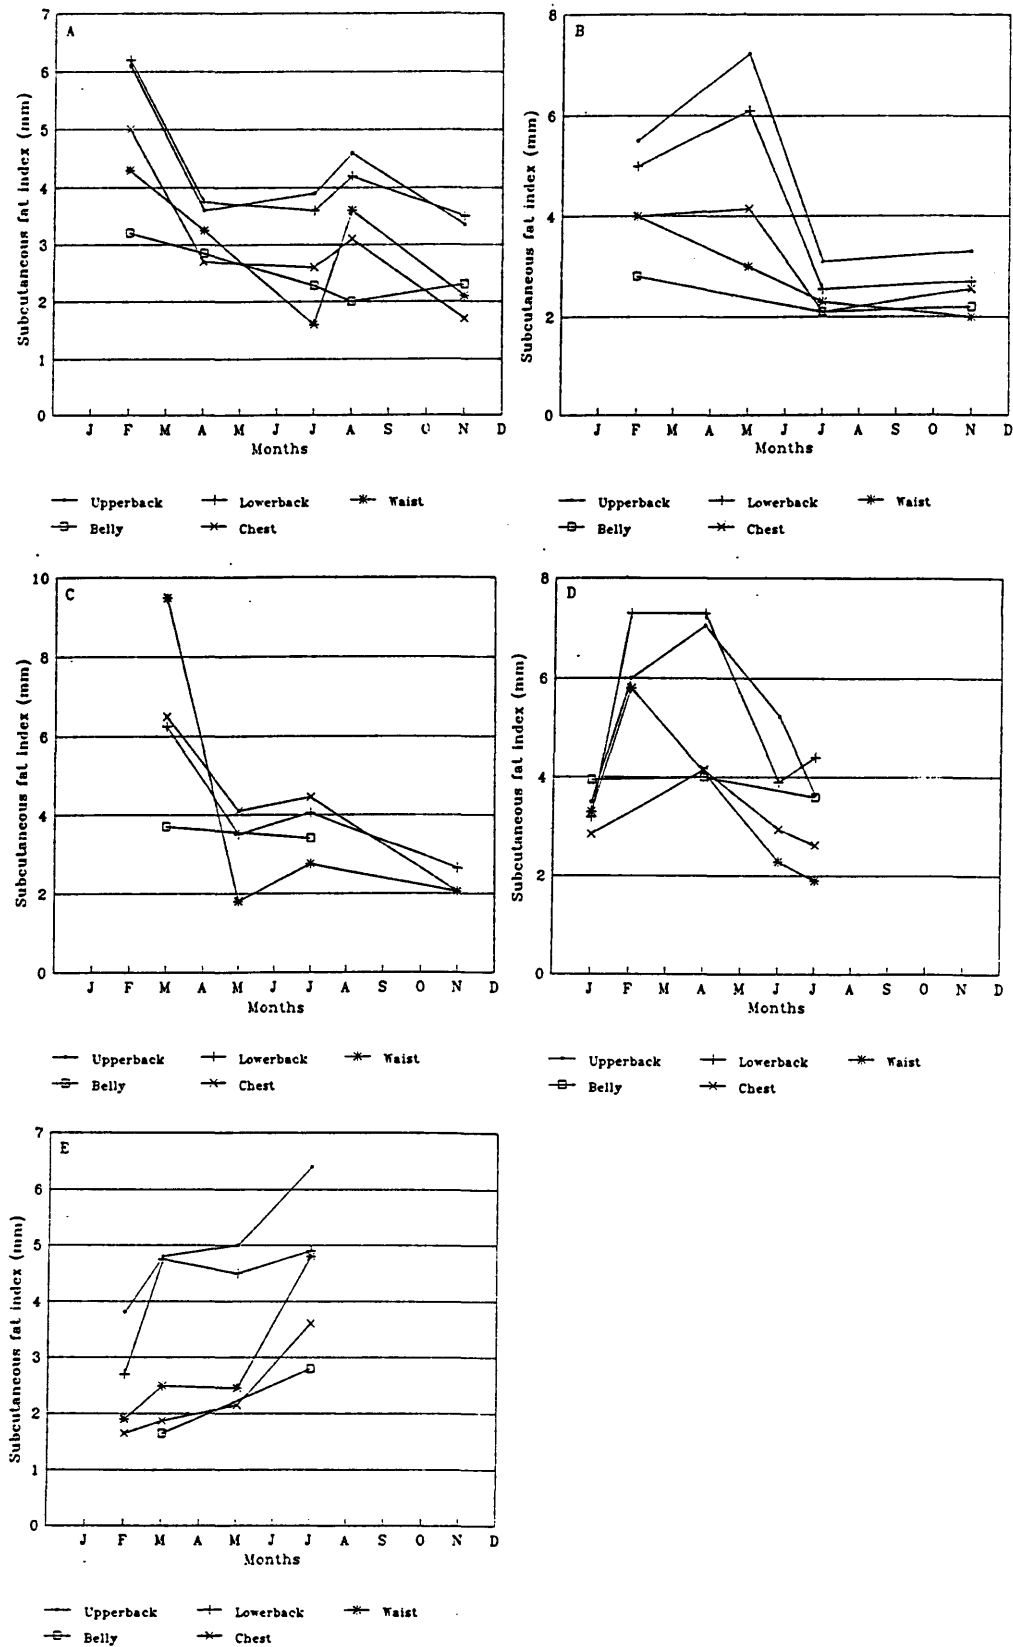 A
Subcutaneous fat index (mm)
7
6
5
4
3
2
1
0
J F M A M J J A S O N D
Months
Upperback Lowerback Waist
Belly Chest
B
Subcutaneous fat index (mm)
8
6
4
2
0
J F M A M J J A S O N D
Months
Upperback Lowerback Waist
Belly Chest
C
Subcutaneous fat index (mm)
10
8
6
4
2
0
J F M A M J J A S O N D
Months
Upperback Lowerback Waist
Belly Chest
D
Subcutaneous fat index (mm)
8
6
4
2
0
J F M A M J J A S O N D
Months
Upperback Lowerback Waist
Belly Chest
E
Subcutaneous fat index (mm)
7
6
5
4
3
2
1
0
J F M A M J J A S O N D
Months
Upperback Lowerback Waist
Belly Chest